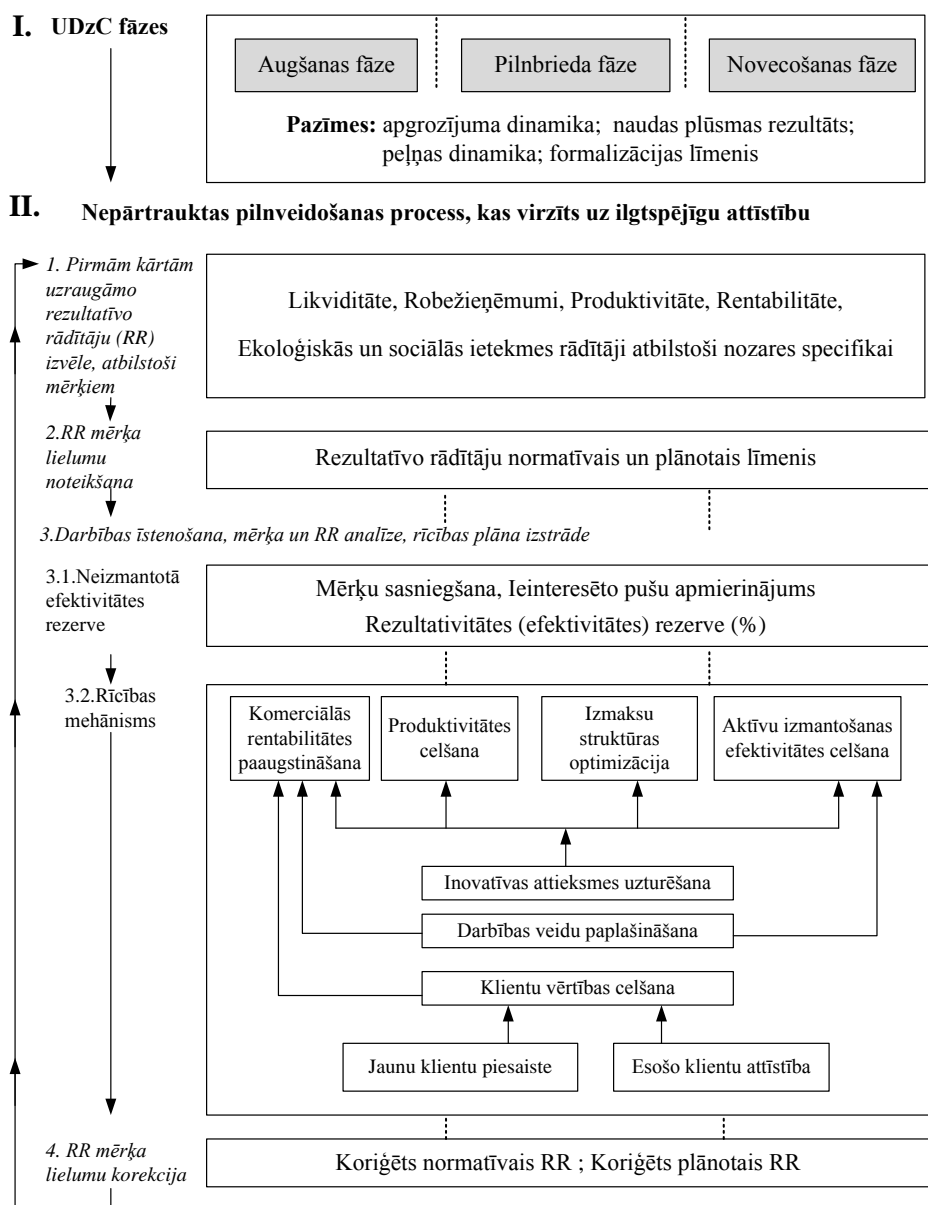 I. UDzC fāzes
Augšanas fāze
Pilnbrieda fāze
Novecošanas fāze
Pazīmes: apgrozījuma dinamika; naudas plūsmas rezultāts;
peļņas dinamika; formalizācijas līmenis
II. Nepārtrauktas pilnveidošanas process, kas virzīts uz ilgtspējīgu attīstību
1. Pirmām kārtām
uzraugāmo
rezultatīvo
rādītāju (RR)
izvēle, atbilstoši
mērķiem
Likviditāte, Robežieņēmumi, Produktivitāte, Rentabilitāte,
Ekoloģiskās un sociālās ietekmes rādītāji atbilstoši nozares specifikai
2.RR mērķa
lielumu
noteikšana
Rezultatīvo rādītāju normatīvais un plānotais līmenis
3.Darbības īstenošana, mērķa un RR analīze, rīcības plāna izstrāde
3.1.Neizmantotā
efektivitātes
rezerve
Mērķu sasniegšana, Ieinteresēto pušu apmierinājums
Rezultativitātes (efektivitātes) rezerve (%)
3.2.Rīcības
mehānisms
Komerciālās
rentabilitātes
paaugstināšana
Produktivitātes
celšana
Izmaksu
struktūras
optimizācija
Aktīvu izmantošanas
efektivitātes celšana
Inovatīvas attieksmes uzturēšana
Darbības veidu paplašināšana
Klientu vērtības celšana
Jaunu klientu piesaiste
Esošo klientu attīstība
4. RR mērķa
lielumu korekcija
Koriģēts normatīvais RR ; Koriģēts plānotais RR